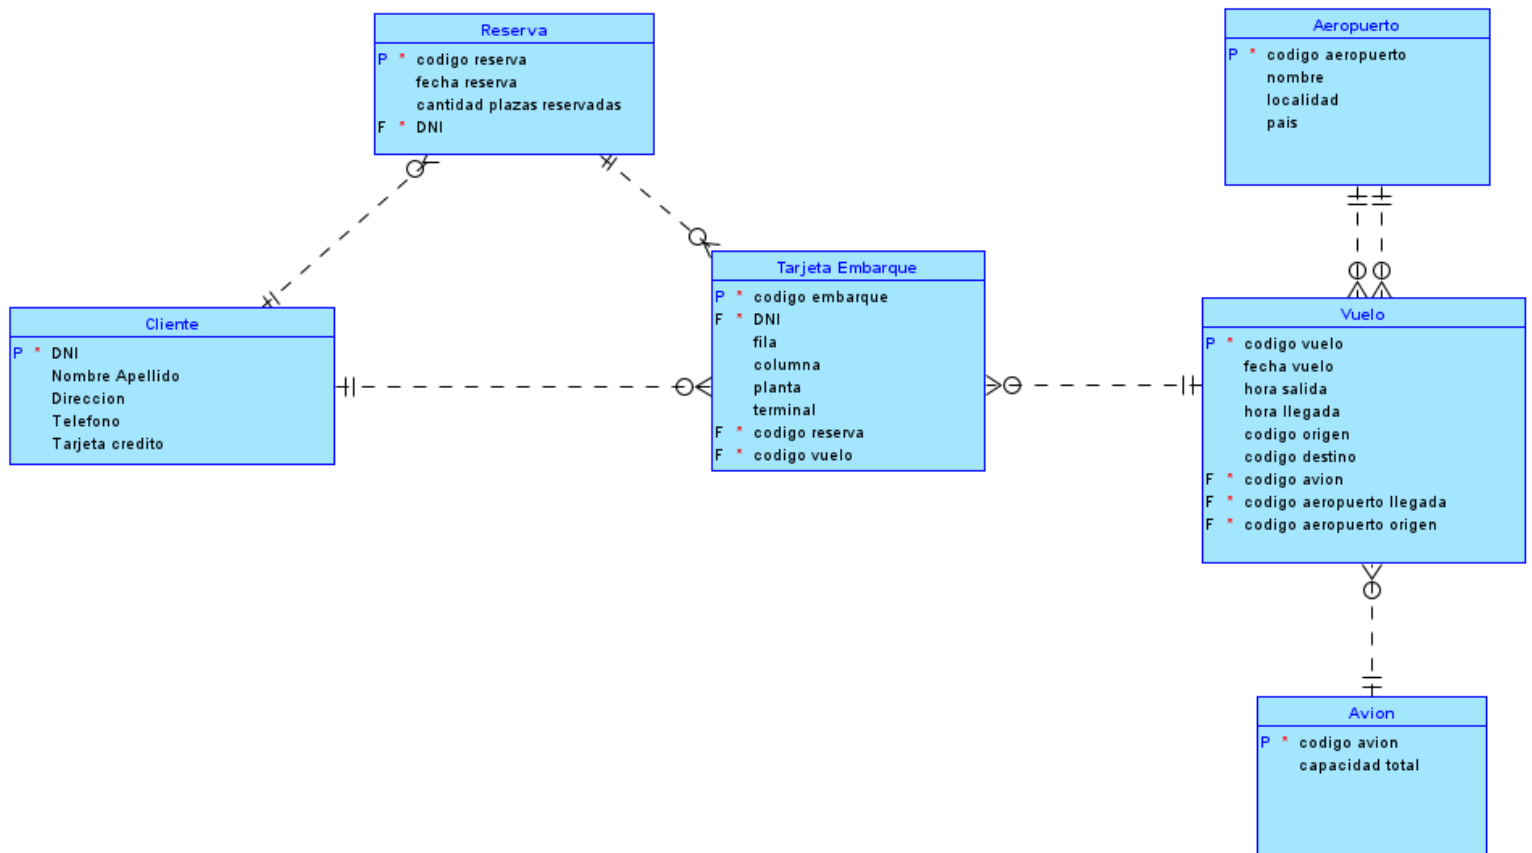 Reserva
P * codigo reserva
fecha reserva
cantidad plazas reservadas
F * DNI
Aeropuerto
P * codigo aeropuerto
nombre
localidad
pais
Cliente
P * DNI
Nombre Apellido
Direccion
Telefono
Tarjeta credito
Tarjeta Embarque
P * codigo embarque
F * DNI
fila
columna
planta
terminal
F * codigo reserva
F * codigo vuelo
Vuelo
P * codigo vuelo
fecha vuelo
hora salida
hora llegada
codigo origen
codigo destino
F * codigo avion
F * codigo aeropuerto llegada
F * codigo aeropuerto origen
Avion
P * codigo avion
capacidad total